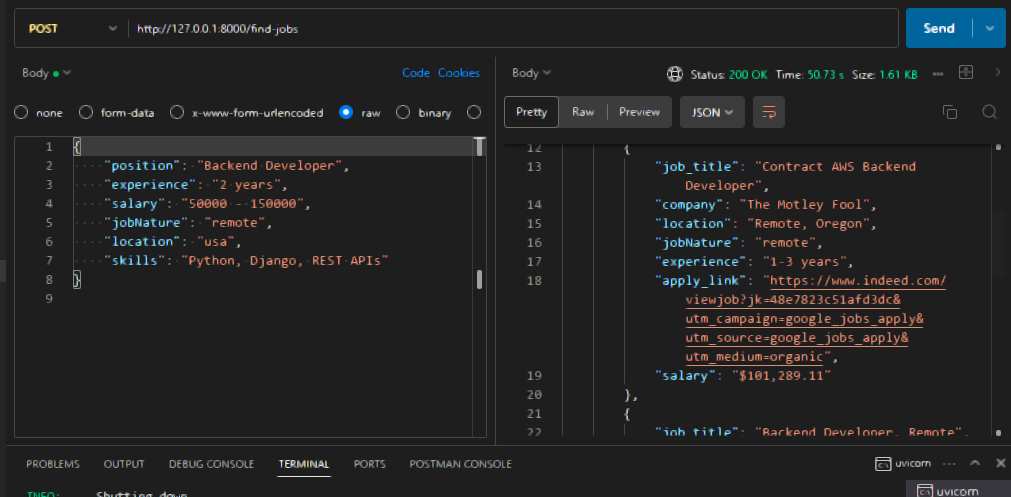 POST http://127.0.0.1:8000/find-jobs Send
Body Code Cookies
none form-data x-www-form-urlencoded raw binary
1 {
2 "position": "Backend Developer",
3 "experience": "2 years",
4 "salary": "50000 - 150000",
5 "jobNature": "remote",
6 "location": "usa",
7 "skills": "Python, Django, REST APIs"
8 }
9
Body Status: 200 OK Time: 50.73 s Size: 1.61 KB
Pretty Raw Preview JSON
12 {
13 "job_title": "Contract AWS Backend
Developer",
14 "company": "The Motley Fool",
15 "location": "Remote, Oregon",
16 "jobNature": "remote",
17 "experience": "1-3 years",
18 "apply_link": "https://www.indeed.com/
viewjob?jk=48e7823c51afd3dc&
utm_campaign=google_jobs_apply&
utm_source=google_jobs_apply&
utm_medium=organic",
19 "salary": "$101,289.11"
20 },
21 {
22 "job_title": "Backend Developer, Remote",
PROBLEMS OUTPUT DEBUG CONSOLE TERMINAL PORTS POSTMAN CONSOLE uvicorn
INFO: Shutting down
uvicorn